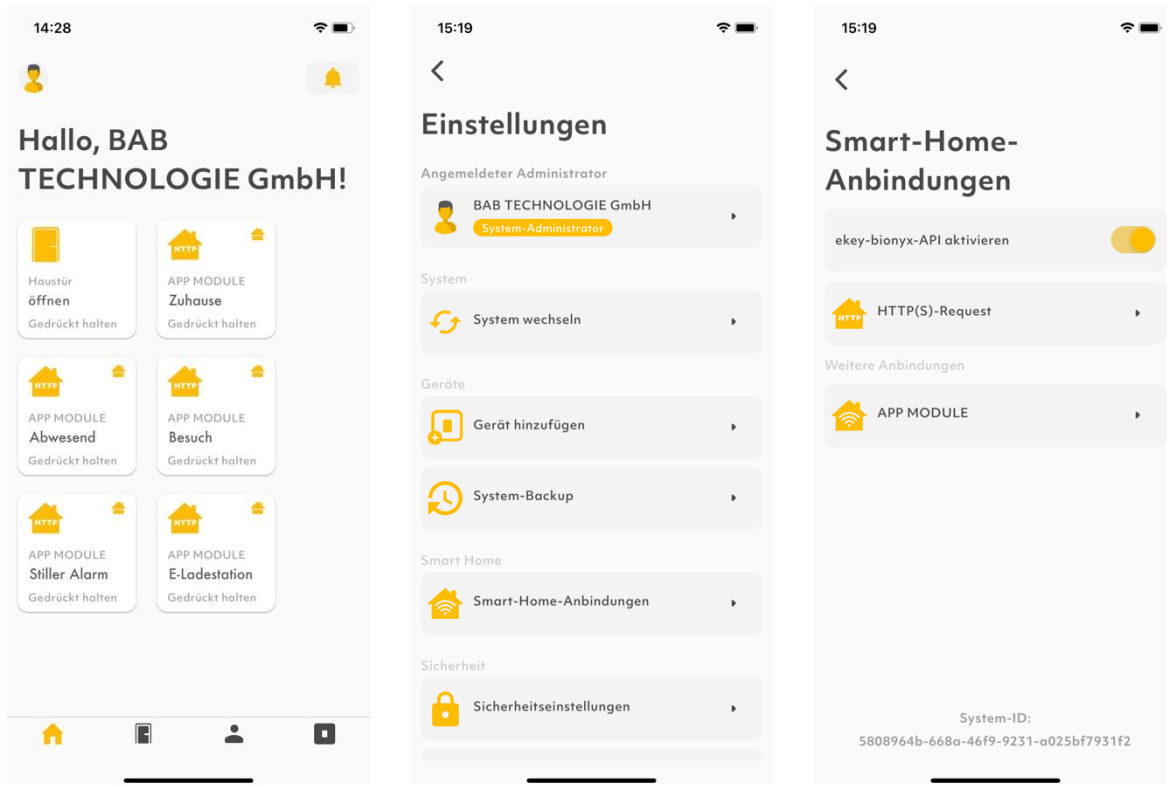 14:28
Hallo, BAB
TECHNOLOGIE GmbH!
Haustür
öffnen
Gedrückt halten
HTTP
APP MODULE
Zuhause
Gedrückt halten
HTTP
APP MODULE
Abwesend
Gedrückt halten
HTTP
APP MODULE
Besuch
Gedrückt halten
HTTP
APP MODULE
Stiller Alarm
Gedrückt halten
HTTP
APP MODULE
E-Ladestation
Gedrückt halten
15:19
Einstellungen
Angemeldeter Administrator
BAB TECHNOLOGIE GmbH
System-Administrator
System
System wechseln
Geräte
Gerät hinzufügen
System-Backup
Smart Home
Smart-Home-Anbindungen
Sicherheit
Sicherheitseinstellungen
15:19
Smart-Home-
Anbindungen
ekey-bionyx-API aktivieren
HTTP
HTTP(S)-Request
Weitere Anbindungen
APP MODULE
System-ID:
5808964b-668a-46f9-9231-a025bf7931f2